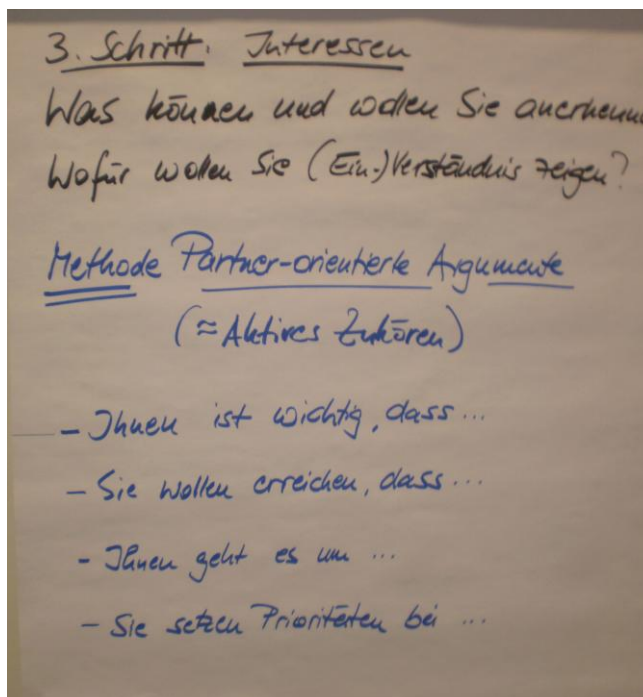 3. Schritt. Interessen
Was können und wollen Sie anerkenn
Wofür wollen Sie (Ein-)Verständnis zeigen?
Methode Partner-orientierte Argumente
(≈ Aktives Zuhören)
- Ihnen ist wichtig, dass ...
- Sie wollen erreichen, dass ...
- Ihnen geht es um ...
- Sie setzen Prioritäten bei ...